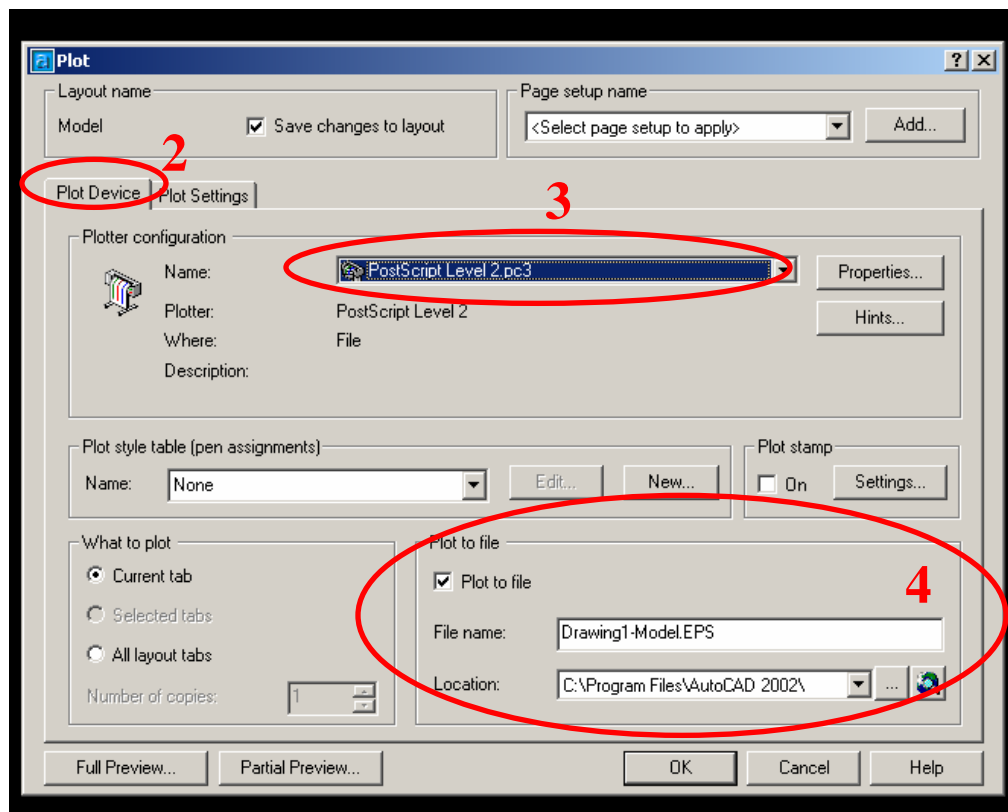 Plot
Layout name
Model
Save changes to layout
Page setup name
<Select page setup to apply>
Add...
2
Plot Device
Plot Settings
3
Plotter configuration
Name:
PostScript Level 2.pc3
Properties...
Plotter:
PostScript Level 2
Hints...
Where:
File
Description:
Plot style table (pen assignments)
Name:
None
Edit...
New...
Plot stamp
On
Settings...
What to plot
Current tab
Selected tabs
All layout tabs
Number of copies:
1
Plot to file
Plot to file
4
File name:
Drawing1-Model.EPS
Location:
C:\Program Files\AutoCAD 2002\
...
Full Preview...
Partial Preview...
OK
Cancel
Help